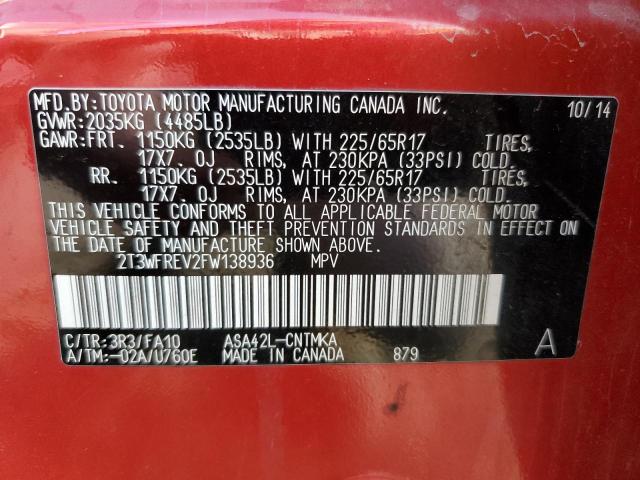 MFD.BY:TOYOTA MOTOR MANUFACTURING CANADA INC. 10/14
GVWR:2035KG (4485LB)
GAWR:FRT. 1150KG (2535LB) WITH 225/65R17 TIRES,
17X7.0J RIMS, AT 230KPA (33PSI) COLD.
RR. 1150KG (2535LB) WITH 225/65R17 TIRES,
17X7.0J RIMS, AT 230KPA (33PSI) COLD.
THIS VEHICLE CONFORMS TO ALL APPLICABLE FEDERAL MOTOR
VEHICLE SAFETY AND THEFT PREVENTION STANDARDS IN EFFECT ON
THE DATE OF MANUFACTURE SHOWN ABOVE.
2T3WFREV2FW138936 MPV
C/TR:3R3/FA10 ASA42L-CNTMKA
A/TM:-02A/U760E MADE IN CANADA 879 A